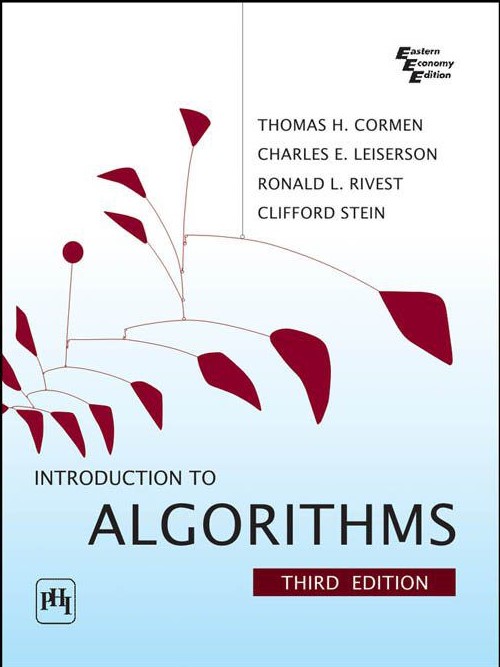 Eastern
Economy
Edition
THOMAS H. CORMEN
CHARLES E. LEISERSON
RONALD L. RIVEST
CLIFFORD STEIN
INTRODUCTION TO
ALGORITHMS
THIRD EDITION
PHI